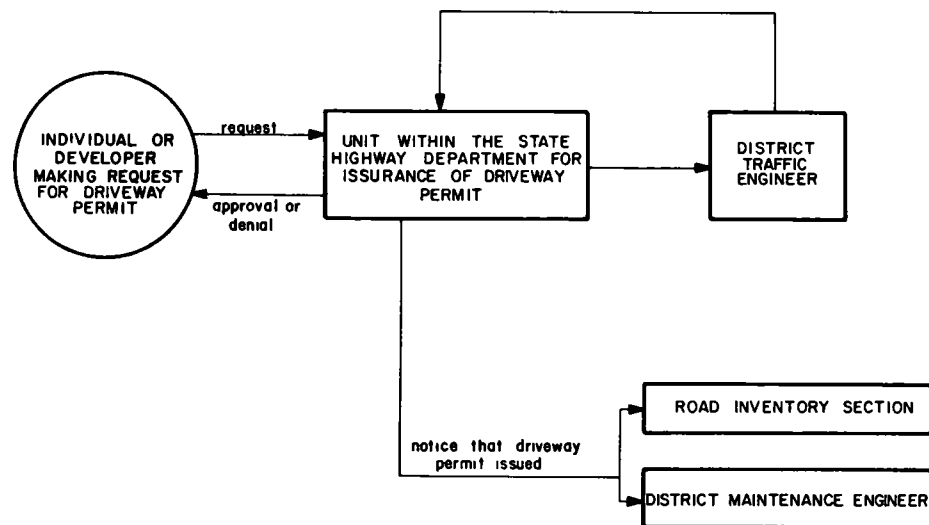 INDIVIDUAL OR
DEVELOPER
MAKING REQUEST
FOR DRIVEWAY
PERMIT
request
approval or
denial
UNIT WITHIN THE STATE
HIGHWAY DEPARTMENT FOR
ISSURANCE OF DRIVEWAY
PERMIT
DISTRICT
TRAFFIC
ENGINEER
notice that driveway
permit issued
ROAD INVENTORY SECTION
DISTRICT MAINTENANCE ENGINEER